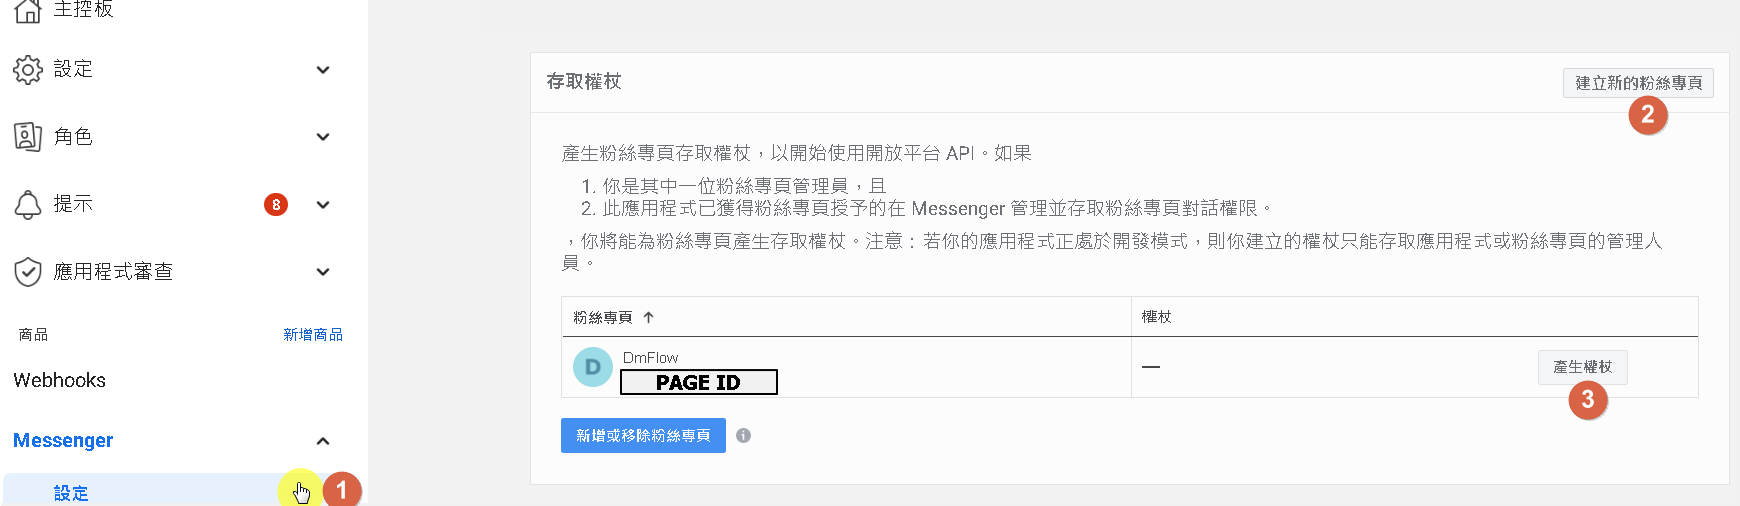 主控板
設定
角色
提示
8
應用程式審查
商品
新增商品
Webhooks
Messenger
設定
1
存取權杖
建立新的粉絲專頁
2
產生粉絲專頁存取權杖，以開始使用開放平台 API。如果
1. 你是其中一位粉絲專頁管理員，且
2. 此應用程式已獲得粉絲專頁授予的在 Messenger 管理並存取粉絲專頁對話權限。
，你將能為粉絲專頁產生存取權杖。注意：若你的應用程式正處於開發模式，則你建立的權杖只能存取應用程式或粉絲專頁的管理人
員。
粉絲專頁 ↑
權杖
D
DmFlow
PAGE ID
—
產生權杖
3
新增或移除粉絲專頁